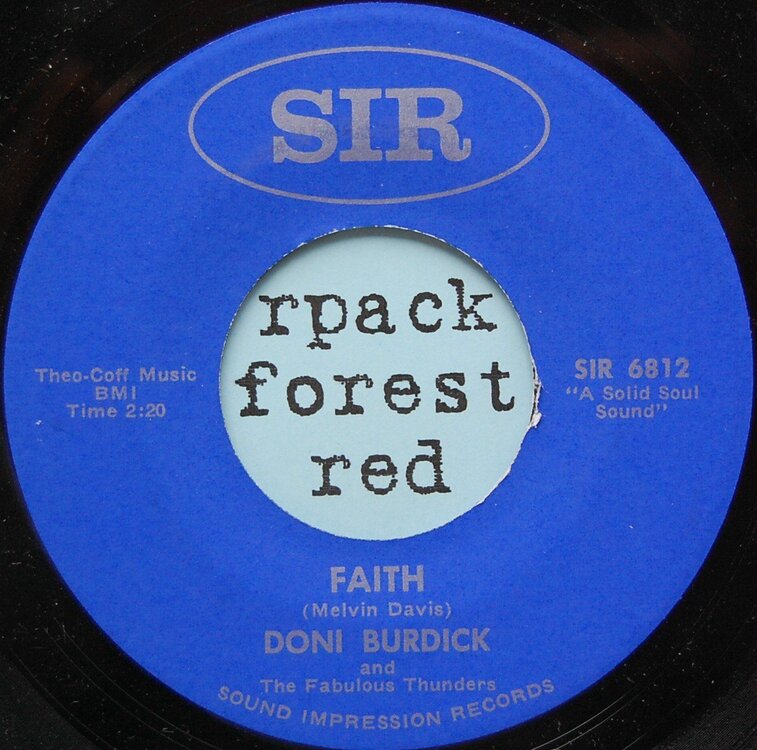 SIR
rpack
forest
red
Theo-Coff Music
BMI
Time 2:20
SIR 6812
"A Solid Soul
Sound"
FAITH
(Melvin Davis)
DONI BURDICK
and
The Fabulous Thunders
SOUND IMPRESSION RECORDS